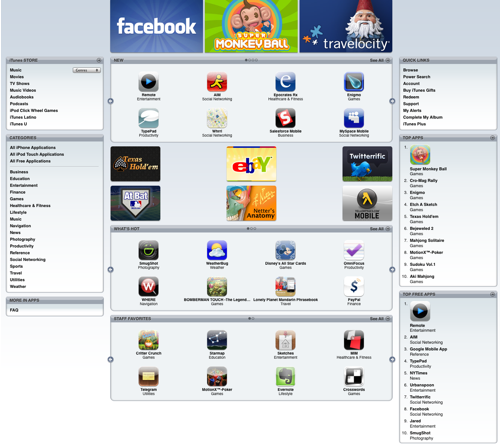 facebook
SUPER
MONKEY BALL
travelocity
iTunes STORE
Music
Games
Movies
TV Shows
Music Videos
Audiobooks
Podcasts
iPod Click Wheel Games
iTunes Latino
iTunes U
CATEGORIES
All iPhone Applications
All iPod Touch Applications
All Free Applications
Business
Education
Entertainment
Finance
Games
Healthcare & Fitness
Lifestyle
Music
Navigation
News
Photography
Productivity
Reference
Social Networking
Sports
Travel
Utilities
Weather
MORE IN APPS
FAQ
NEW
See All
Remote
Entertainment
AIM
Social Networking
Epocrates Rx
Healthcare & Fitness
Enigmo
Games
TypePad
Productivity
Whrrl
Social Networking
Salesforce Mobile
Business
MySpace Mobile
Social Networking
Texas
Hold'em
ebY
Twitterrific
At Bat
Netter's
Anatomy
MOBILE
WHAT'S HOT
See All
SmugShot
Photography
WeatherBug
Weather
Disney's All Star Cards
Games
OmniFocus
Productivity
WHERE
Navigation
BOMBERMAN TOUCH -The Legend...
Games
Lonely Planet Mandarin Phrasebook
Travel
PayPal
Finance
STAFF FAVORITES
See All
Critter Crunch
Games
Starmap
Education
Sketches
Entertainment
MIM
Healthcare & Fitness
Telegram
Utilities
MotionX™-Poker
Games
Evernote
Lifestyle
Crosswords
Games
QUICK LINKS
Browse
Power Search
Account
Buy iTunes Gifts
Redeem
Support
My Alerts
Complete My Album
iTunes Plus
TOP APPS
1.
Super Monkey Ball
Games
2. Cro-Mag Rally
Games
3. Enigmo
Games
4. Etch A Sketch
Games
5. Texas Hold'em
Games
6. Bejeweled 2
Games
7. Mahjong Solitaire
Games
8. MotionX™-Poker
Games
9. Sudoku Vol.1
Games
10. Aki Mahjong
Games
TOP FREE APPS
1.
Remote
Entertainment
2. AIM
Social Networking
3. Google Mobile App
Reference
4. TypePad
Productivity
5. NYTimes
News
6. Urbanspoon
Entertainment
7. Twitterrific
Social Networking
8. Facebook
Social Networking
9. Jared
Entertainment
10. SmugShot
Photography